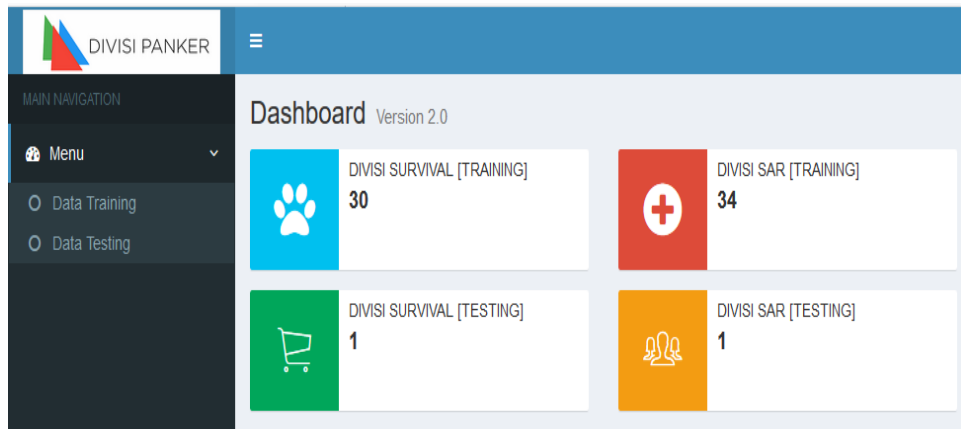 DIVISI PANKER
MAIN NAVIGATION
Menu
Data Training
Data Testing
Dashboard Version 2.0
DIVISI SURVIVAL [TRAINING]
30
DIVISI SAR [TRAINING]
34
DIVISI SURVIVAL [TESTING]
1
DIVISI SAR [TESTING]
1